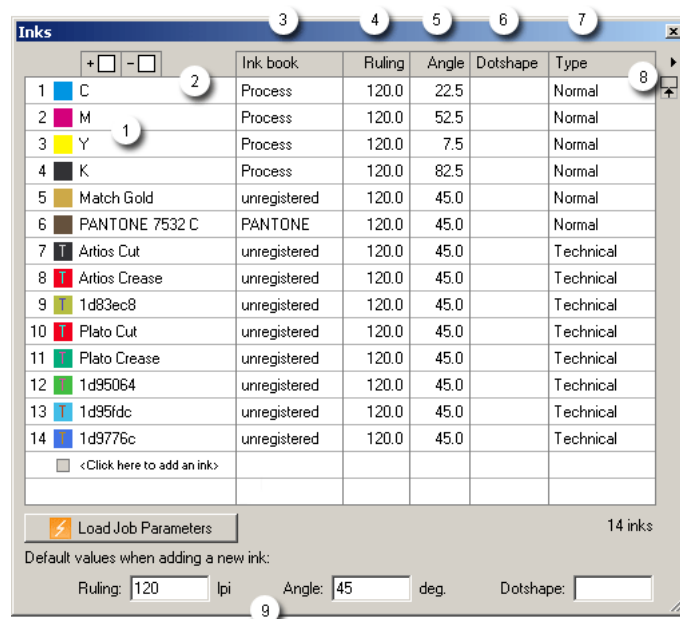 3 4 5 6 7
Inks
+ - 2 Ink book Ruling Angle Dotshape Type 8
1 C Process 120.0 22.5 Normal
2 M 1 Process 120.0 52.5 Normal
3 Y Process 120.0 7.5 Normal
4 K Process 120.0 82.5 Normal
5 Match Gold unregistered 120.0 45.0 Normal
6 PANTONE 7532 C PANTONE 120.0 45.0 Normal
7 T Artios Cut unregistered 120.0 45.0 Technical
8 T Artios Crease unregistered 120.0 45.0 Technical
9 T 1d83ec8 unregistered 120.0 45.0 Technical
10 T Plato Cut unregistered 120.0 45.0 Technical
11 T Plato Crease unregistered 120.0 45.0 Technical
12 T 1d95064 unregistered 120.0 45.0 Technical
13 T 1d95fdc unregistered 120.0 45.0 Technical
14 T 1d9776c unregistered 120.0 45.0 Technical
<Click here to add an ink>
Load Job Parameters 14 inks
Default values when adding a new ink:
Ruling: 120 lpi Angle: 45 deg. Dotshape:
9